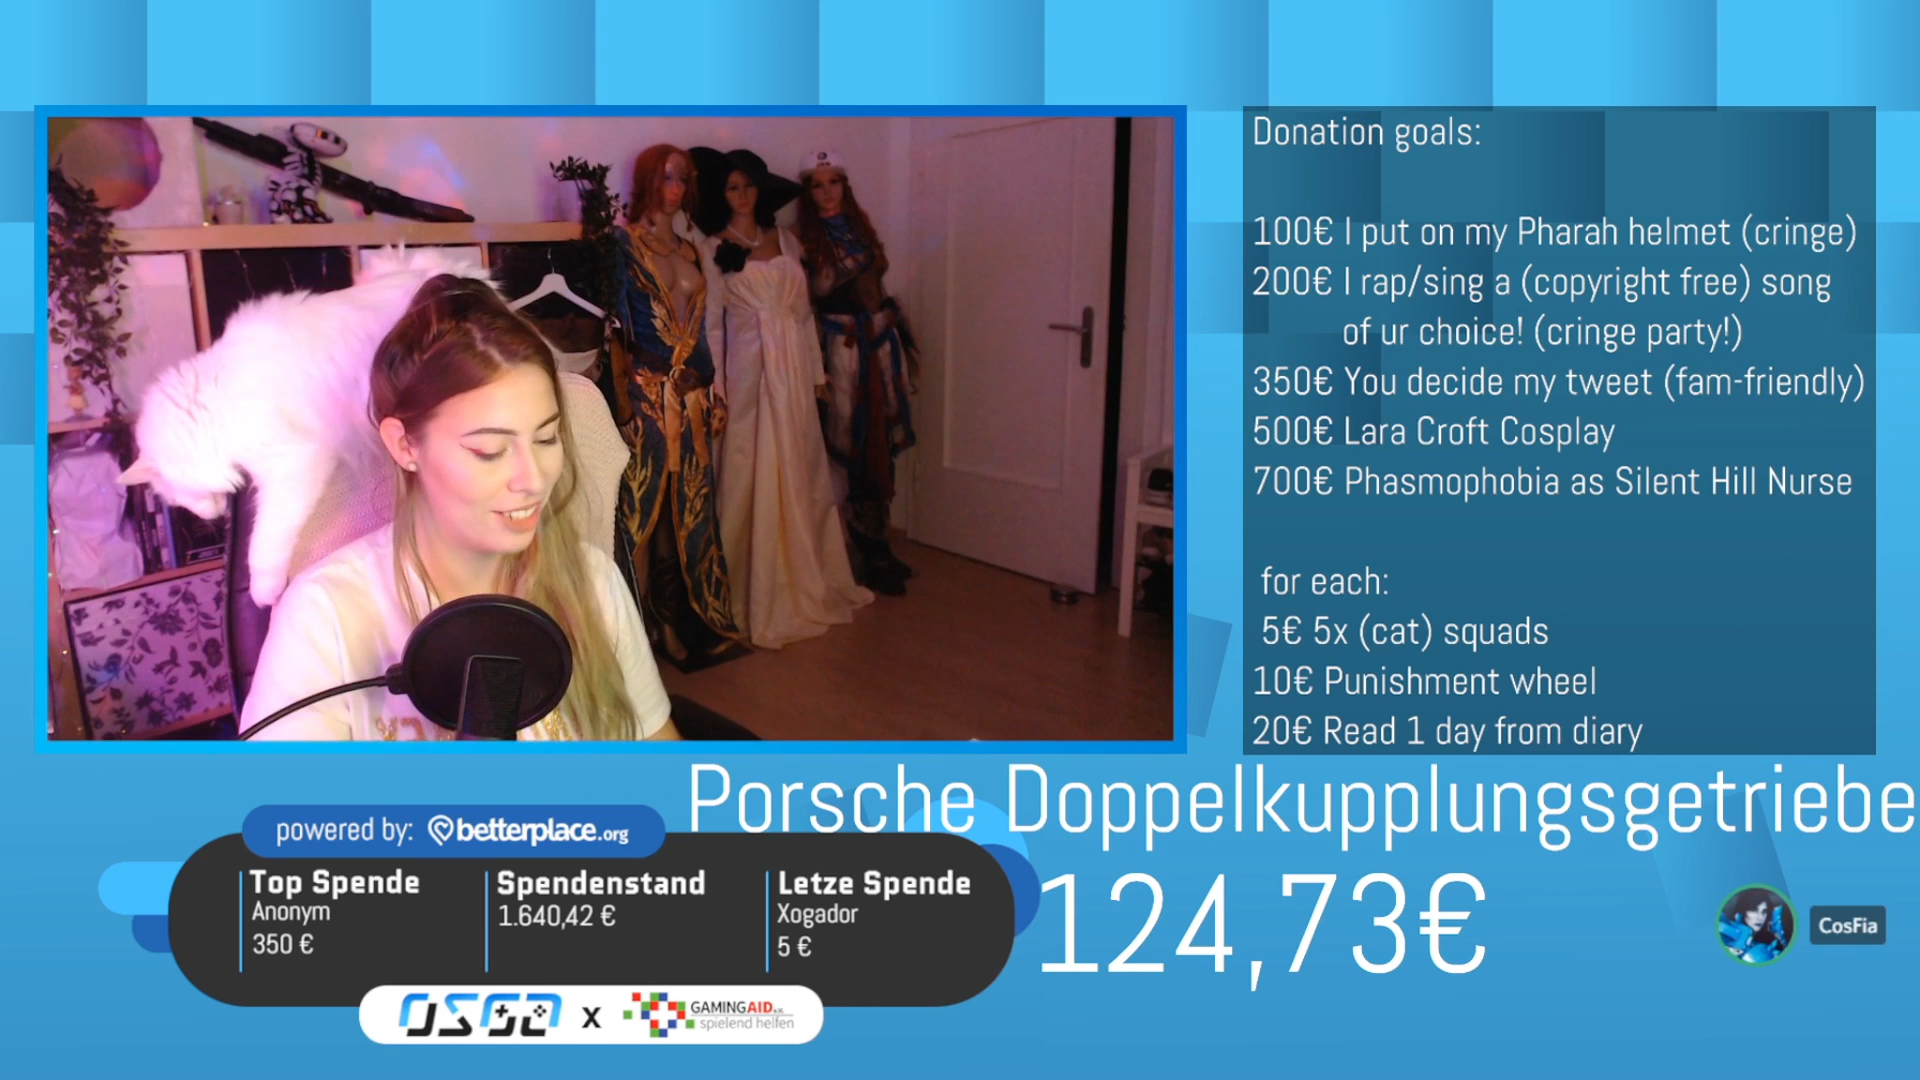 Donation goals:
100€ I put on my Pharah helmet (cringe)
200€ I rap/sing a (copyright free) song
of ur choice! (cringe party!)
350€ You decide my tweet (fam-friendly)
500€ Lara Croft Cosplay
700€ Phasmophobia as Silent Hill Nurse
for each:
5€ 5x (cat) squads
10€ Punishment wheel
20€ Read 1 day from diary
Porsche Doppelkupplungsgetriebe
124,73€
powered by: betterplace.org
Top Spende
Anonym
350 €
Spendenstand
1.640,42 €
Letze Spende
Xogador
5 €
x
GAMINGAID e.V.
spielend helfen
CosFia